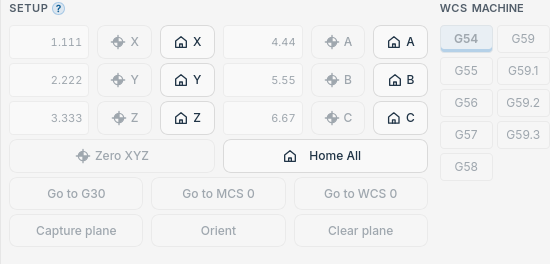 SETUP ? WCS MACHINE
1.111 X X 4.44 A A G54 G59
2.222 Y Y 5.55 B B G55 G59.1
3.333 Z Z 6.67 C C G56 G59.2
Zero XYZ Home All G57 G59.3
Go to G30 Go to MCS 0 Go to WCS 0 G58
Capture plane Orient Clear plane